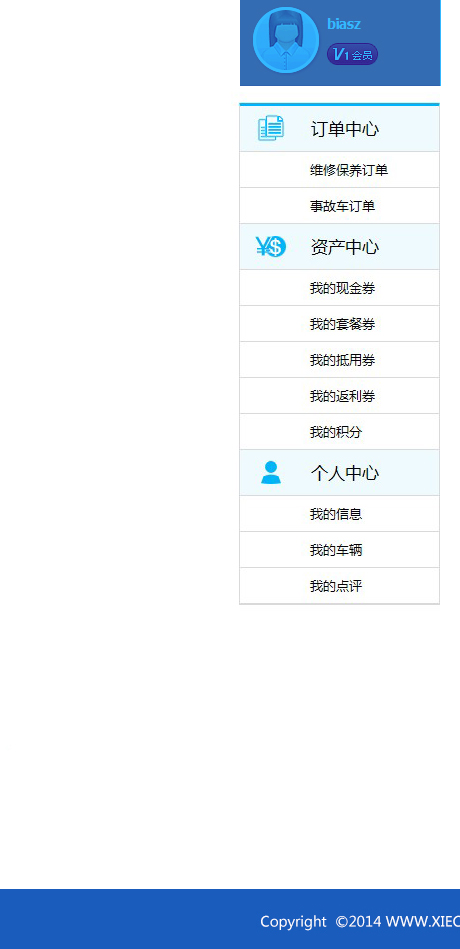 biasz
V1 会员
订单中心
维修保养订单
事故车订单
资产中心
我的现金券
我的套餐券
我的抵用券
我的返利券
我的积分
个人中心
我的信息
我的车辆
我的点评
Copyright ©2014 WWW.XIEC